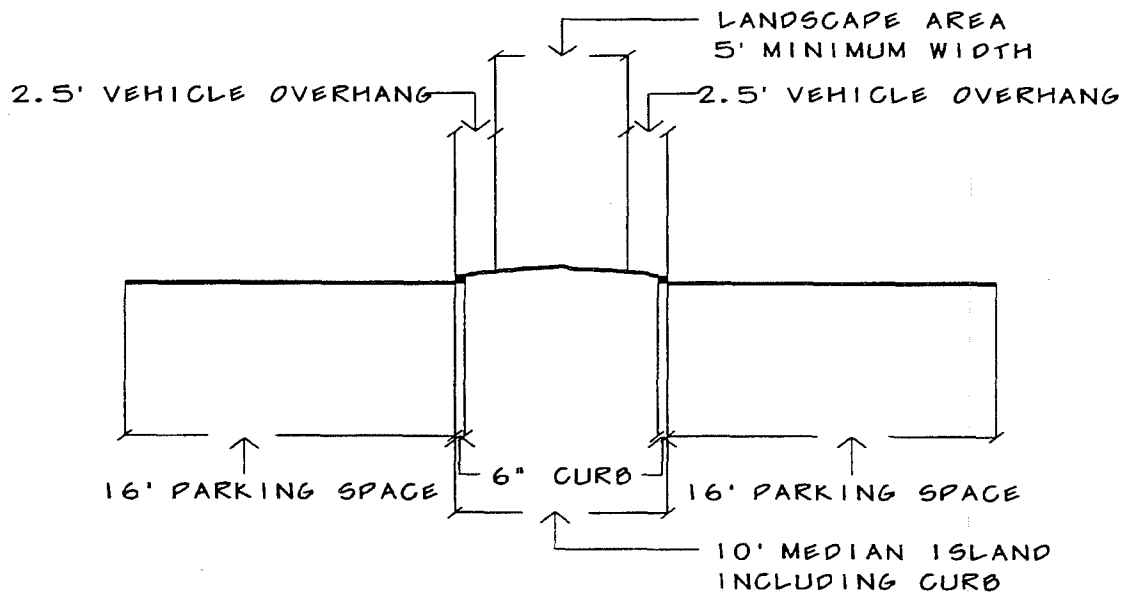 LANDSCAPE AREA
5' MINIMUM WIDTH
2.5' VEHICLE OVERHANG
2.5' VEHICLE OVERHANG
16' PARKING SPACE
6" CURB
16' PARKING SPACE
10' MEDIAN ISLAND
INCLUDING CURB